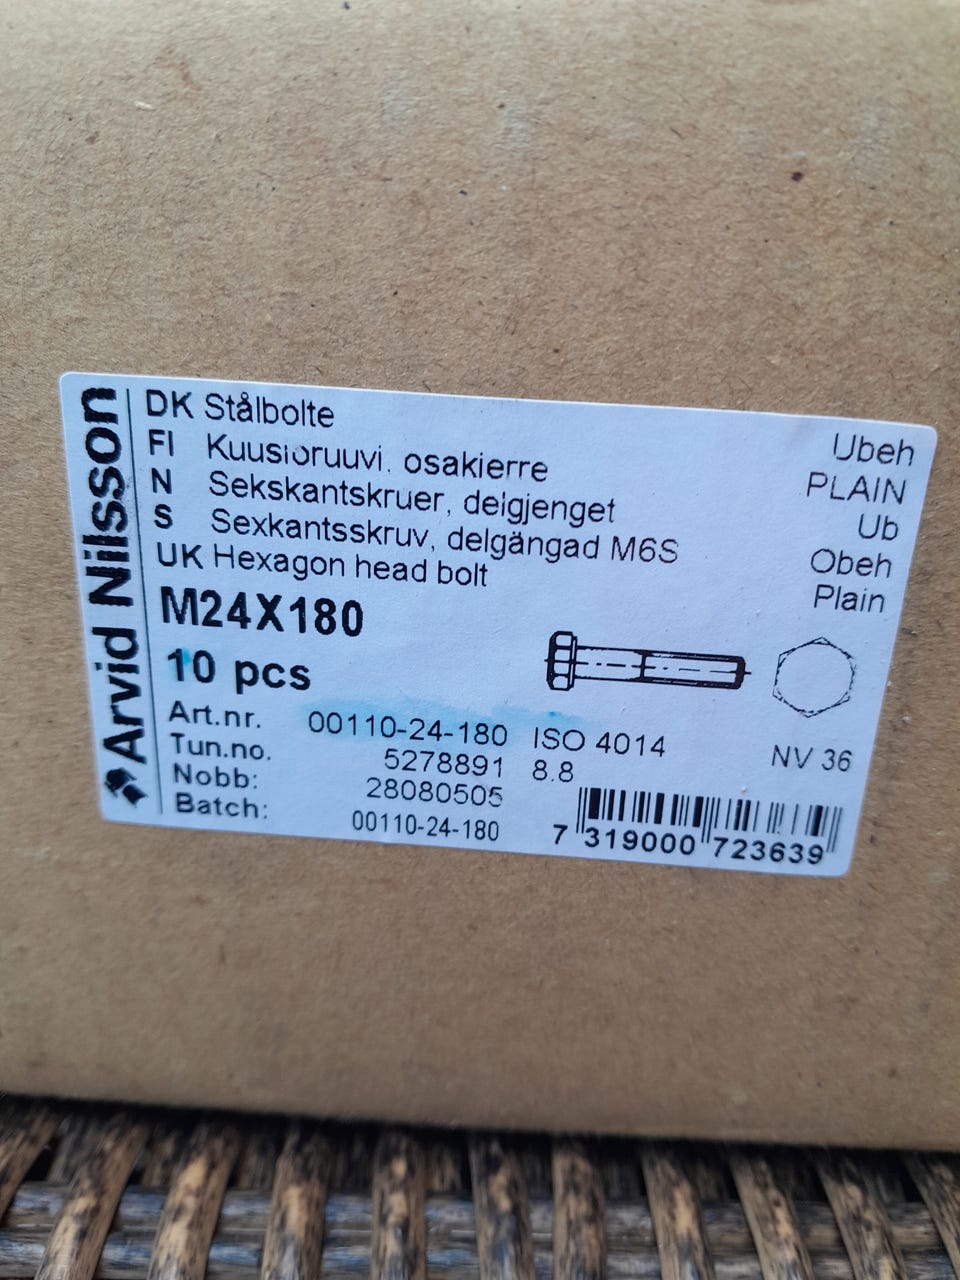 Arvid Nilsson
DK Stålbolte Ubeh
FI Kuusioruuvi, osakierre PLAIN
N Sekskantskruer, delgjenget Ub
S Sexkantsskruv, delgängad M6S Obeh
UK Hexagon head bolt Plain
M24X180
10 pcs
Art.nr. 00110-24-180 ISO 4014 NV 36
Tun.no. 5278891 8.8
Nobb: 28080505
Batch: 00110-24-180
7 319000 723639